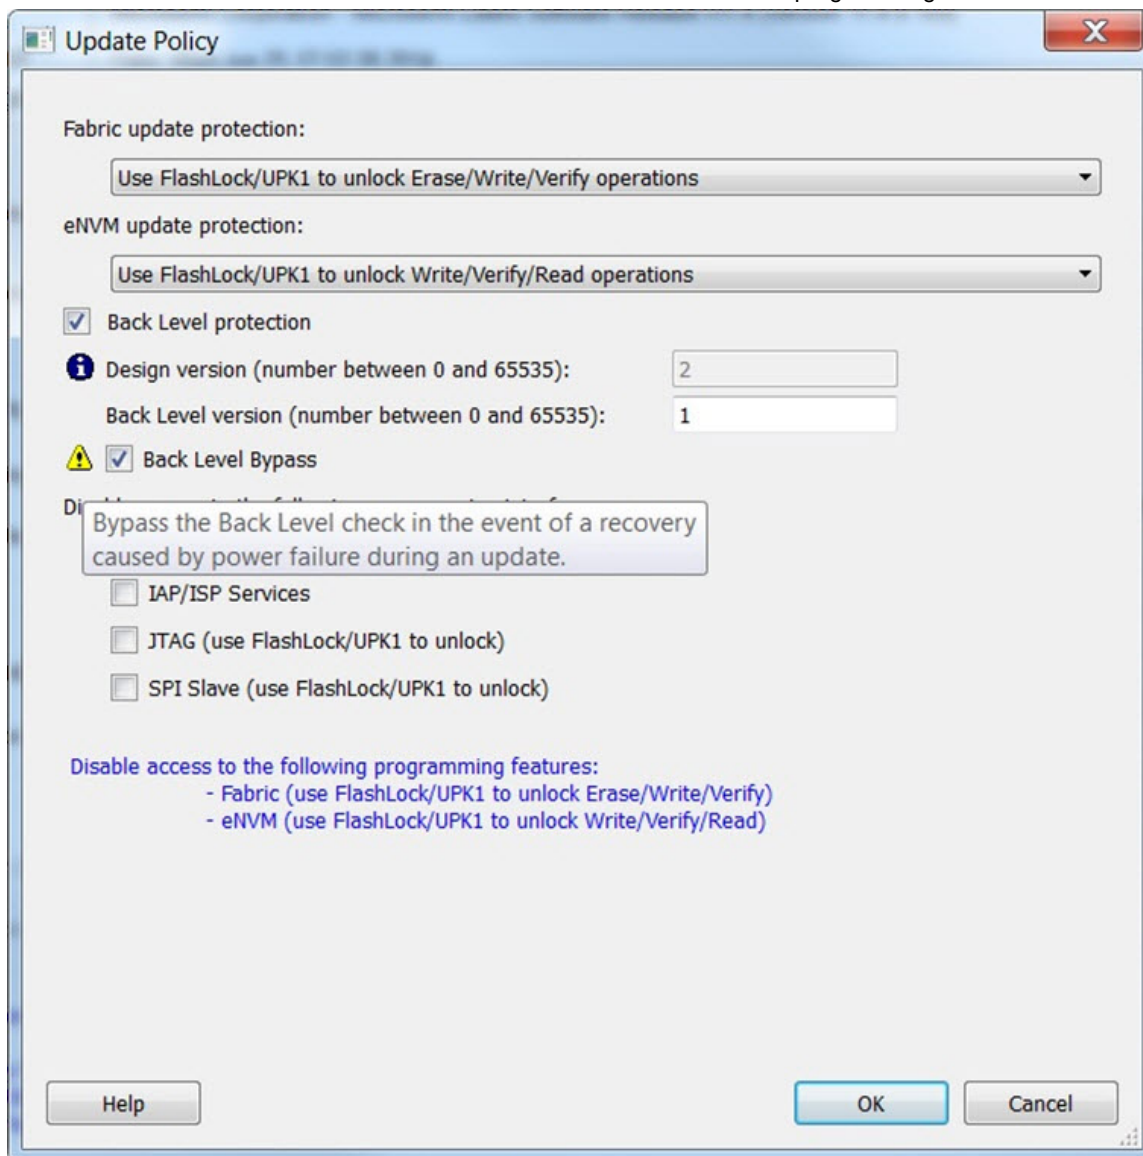 Update Policy
Fabric update protection:
Use FlashLock/UPK1 to unlock Erase/Write/Verify operations
eNVM update protection:
Use FlashLock/UPK1 to unlock Write/Verify/Read operations
Back Level protection
Design version (number between 0 and 65535): 2
Back Level version (number between 0 and 65535): 1
Back Level Bypass
Bypass the Back Level check in the event of a recovery
caused by power failure during an update.
IAP/ISP Services
JTAG (use FlashLock/UPK1 to unlock)
SPI Slave (use FlashLock/UPK1 to unlock)
Disable access to the following programming features:
- Fabric (use FlashLock/UPK1 to unlock Erase/Write/Verify)
- eNVM (use FlashLock/UPK1 to unlock Write/Verify/Read)
Help OK Cancel